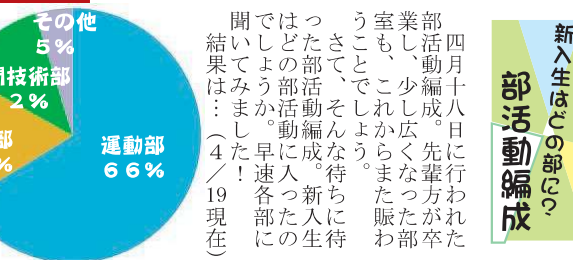 新入生はどの部に?
部活動編成
四月十八日に行われた
部活動編成。先輩方が卒
業し、少し広くなった部
室も、これからまた賑わ
うことでしょう。
さて、そんな待ちに待
った部活動編成。新入生
はどの部活動に入ったの
でしょうか。早速各部に
聞いてみました!
結果は…(4/19現在)
その他
5%
技術部
2%
部
%
運動部
66%